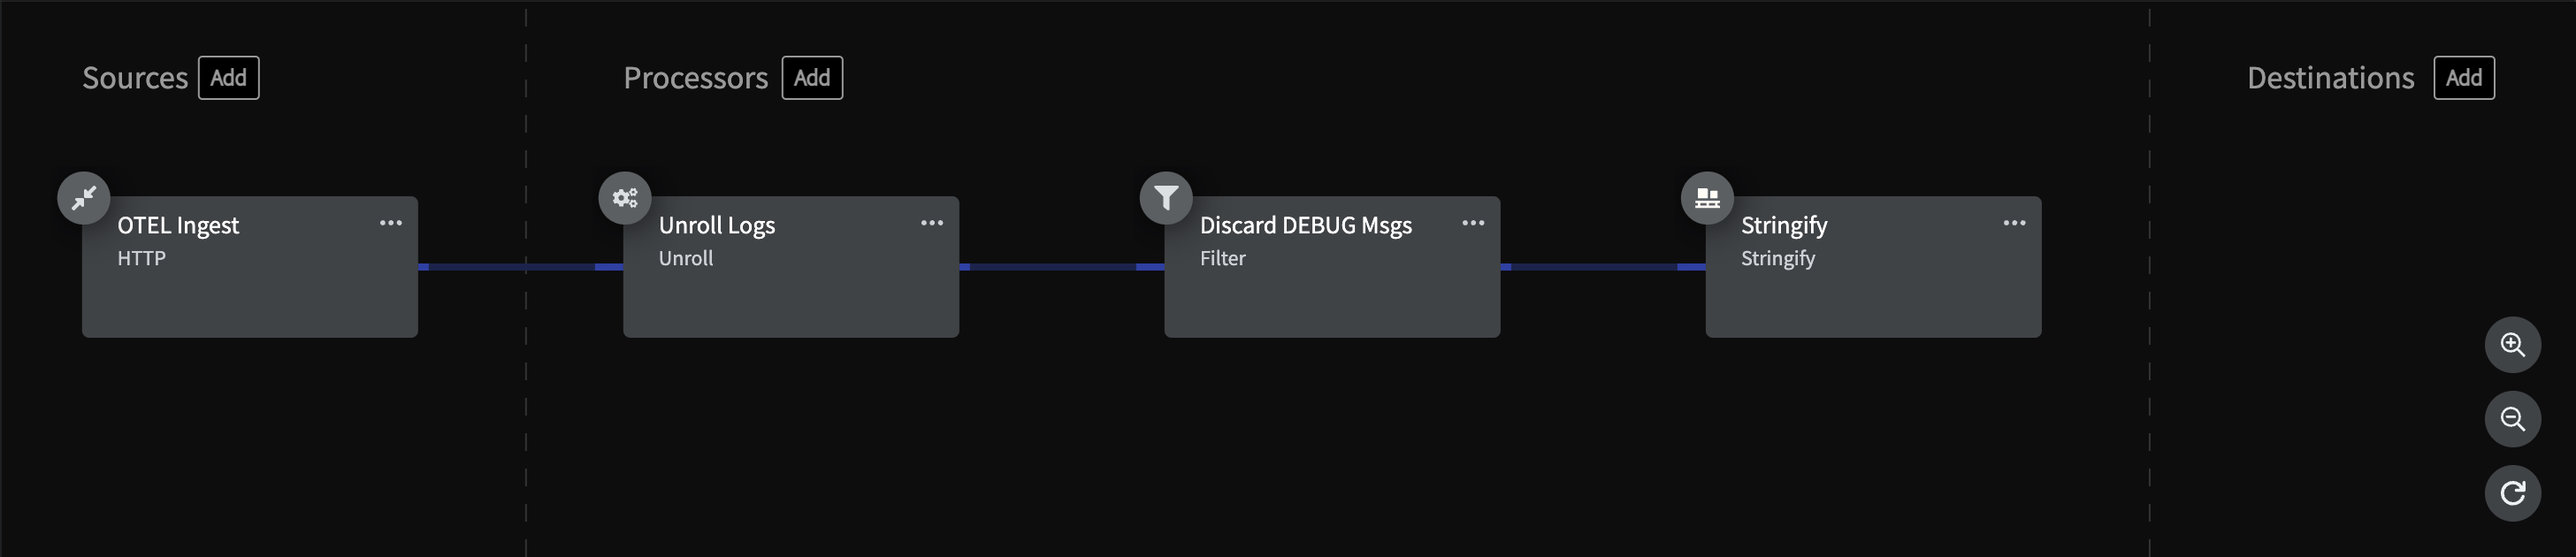 Sources Add
Processors Add
Destinations Add
OTEL Ingest
HTTP
Unroll Logs
Unroll
Discard DEBUG Msgs
Filter
Stringify
Stringify